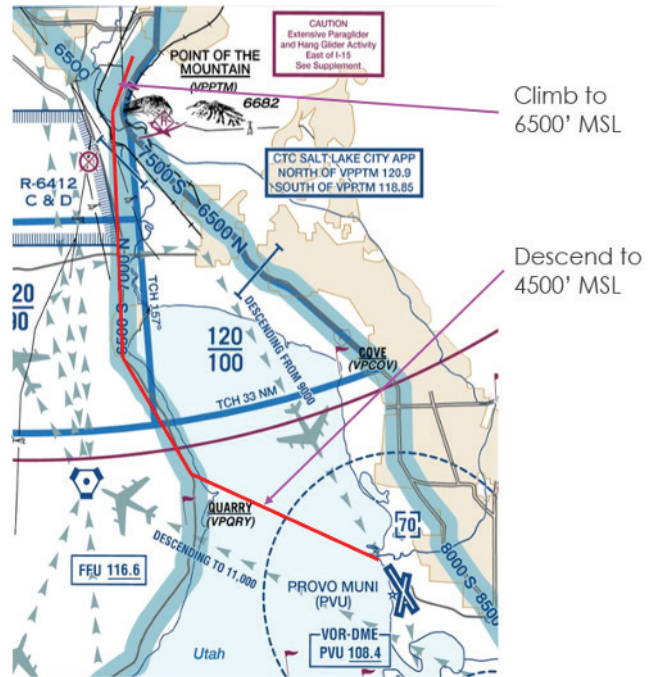 CAUTION
Extensive Paraglider
and Hang Glider Activity
East of I-15
See Supplement
6500
POINT OF THE
MOUNTAIN
(VPPTM)
6682
Climb to
6500' MSL
R-6412
C & D
7500·S
6500'N
CTC SALT LAKE CITY APP
NORTH OF VPPTM 120.9
SOUTH OF VPPTM 118.85
Descend to
4500' MSL
TCH 157°
20
90
120
100
DESCENDING FROM 9000
COVE
(VPCOV)
TCH 33 NM
QUARRY
(VPQRY)
70
FFU 116.6
DESCENDING TO 11,000
PROVO MUNI
(PVU)
8000·S·8500
VOR-DME
PVU 108.4
Utah